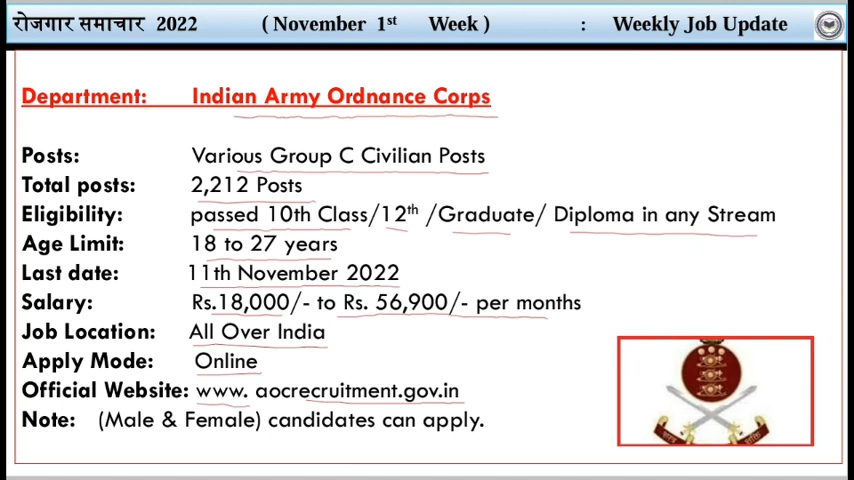 रोजगार समाचार 2022 ( November 1st Week ) : Weekly Job Update
Department: Indian Army Ordnance Corps
Posts: Various Group C Civilian Posts
Total posts: 2,212 Posts
Eligibility: passed 10th Class/12th /Graduate/ Diploma in any Stream
Age Limit: 18 to 27 years
Last date: 11th November 2022
Salary: Rs.18,000/- to Rs. 56,900/- per months
Job Location: All Over India
Apply Mode: Online
Official Website: www. aocrecruitment.gov.in
Note: (Male & Female) candidates can apply.